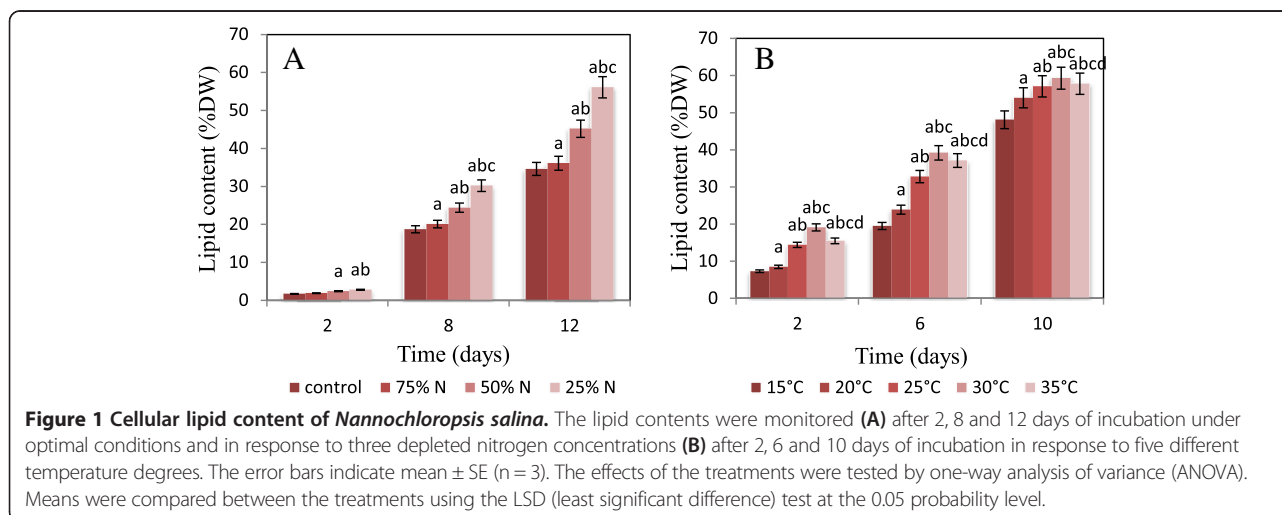 70
60
50
40
30
20
10
0
Lipid content (%DW)
A
a ab
a ab abc
a ab abc
2 8 12
Time (days)
control 75% N 50% N 25% N
70
60
50
40
30
20
10
0
Lipid content (%DW)
B
a ab abc abcd
a ab abc abcd
a ab abc abcd
2 6 10
Time (days)
15°C 20°C 25°C 30°C 35°C
Figure 1 Cellular lipid content of Nannochloropsis salina. The lipid contents were monitored (A) after 2, 8 and 12 days of incubation under
optimal conditions and in response to three depleted nitrogen concentrations (B) after 2, 6 and 10 days of incubation in response to five different
temperature degrees. The error bars indicate mean ± SE (n = 3). The effects of the treatments were tested by one-way analysis of variance (ANOVA).
Means were compared between the treatments using the LSD (least significant difference) test at the 0.05 probability level.